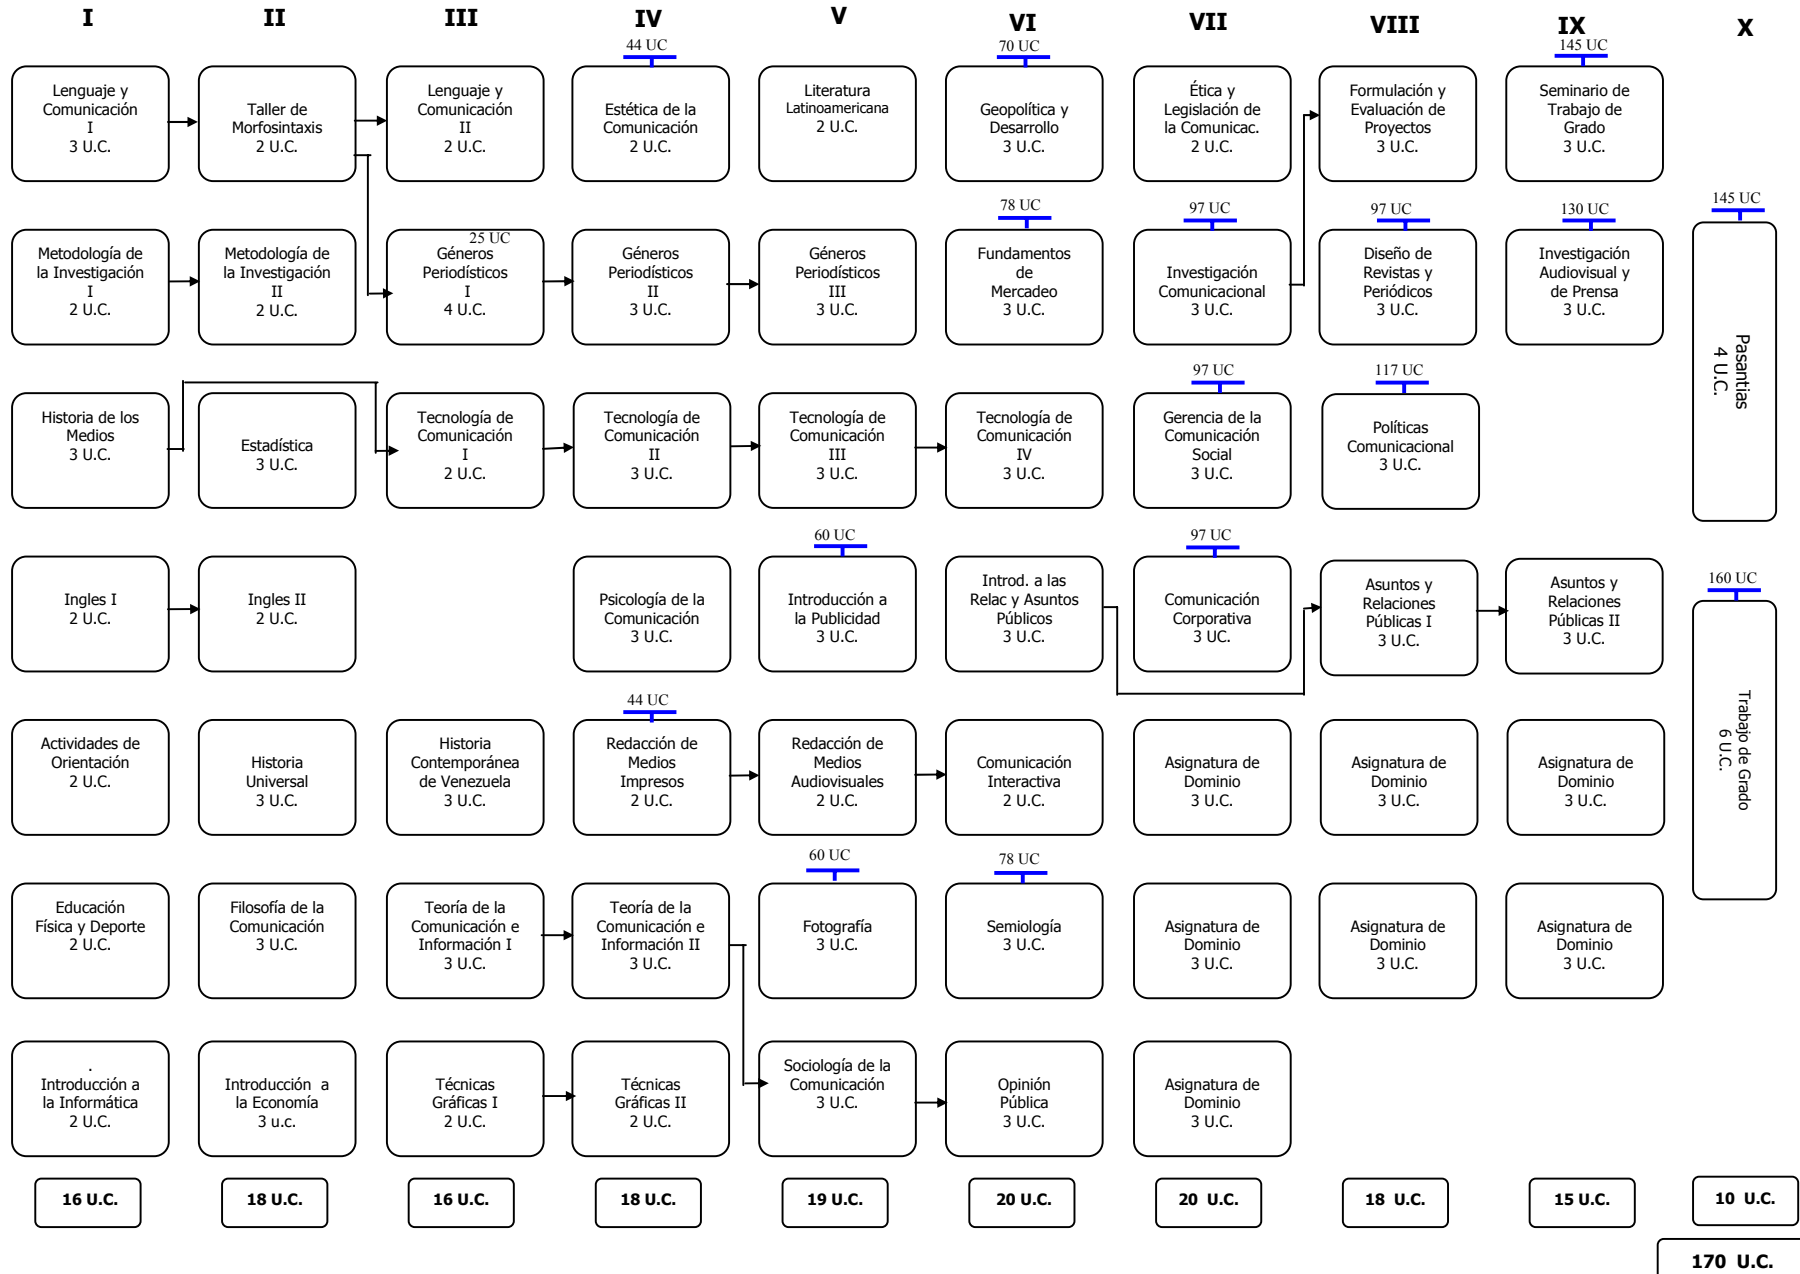 I
II
III
IV
V
VI
VII
VIII
IX
X
44 UC
70 UC
145 UC
Lenguaje y
Comunicación
I
3 U.C.
Taller de
Morfosintaxis
2 U.C.
Lenguaje y
Comunicación
II
2 U.C.
Estética de la
Comunicación
2 U.C.
Literatura
Latinoamericana
2 U.C.
Geopolítica y
Desarrollo
3 U.C.
Ética y
Legislación de
la Comunicac.
2 U.C.
Formulación y
Evaluación de
Proyectos
3 U.C.
Seminario de
Trabajo de
Grado
3 U.C.
78 UC
97 UC
97 UC
130 UC
145 UC
Metodología de
la Investigación
I
2 U.C.
Metodología de
la Investigación
II
2 U.C.
25 UC
Géneros
Periodísticos
I
4 U.C.
Géneros
Periodísticos
II
3 U.C.
Géneros
Periodísticos
III
3 U.C.
Fundamentos
de
Mercadeo
3 U.C.
Investigación
Comunicacional
3 U.C.
Diseño de
Revistas y
Periódicos
3 U.C.
Investigación
Audiovisual y
de Prensa
3 U.C.
Pasantias
4 U.C.
97 UC
117 UC
Historia de los
Medios
3 U.C.
Estadística
3 U.C.
Tecnología de
Comunicación
I
2 U.C.
Tecnología de
Comunicación
II
3 U.C.
Tecnología de
Comunicación
III
3 U.C.
Tecnología de
Comunicación
IV
3 U.C.
Gerencia de la
Comunicación
Social
3 U.C.
Políticas
Comunicacional
3 U.C.
60 UC
97 UC
160 UC
Ingles I
2 U.C.
Ingles II
2 U.C.
Psicología de la
Comunicación
3 U.C.
Introducción a
la Publicidad
3 U.C.
Introd. a las
Relac y Asuntos
Públicos
3 U.C.
Comunicación
Corporativa
3 UC.
Asuntos y
Relaciones
Públicas I
3 U.C.
Asuntos y
Relaciones
Públicas II
3 U.C.
Trabajo de Grado
6 U.C.
44 UC
Actividades de
Orientación
2 U.C.
Historia
Universal
3 U.C.
Historia
Contemporánea
de Venezuela
3 U.C.
Redacción de
Medios
Impresos
2 U.C.
Redacción de
Medios
Audiovisuales
2 U.C.
Comunicación
Interactiva
2 U.C.
Asignatura de
Dominio
3 U.C.
Asignatura de
Dominio
3 U.C.
Asignatura de
Dominio
3 U.C.
60 UC
78 UC
Educación
Física y Deporte
2 U.C.
Filosofía de la
Comunicación
3 U.C.
Teoría de la
Comunicación e
Información I
3 U.C.
Teoría de la
Comunicación e
Información II
3 U.C.
Fotografía
3 U.C.
Semiología
3 U.C.
Asignatura de
Dominio
3 U.C.
Asignatura de
Dominio
3 U.C.
Asignatura de
Dominio
3 U.C.
.
Introducción a
la Informática
2 U.C.
Introducción a
la Economía
3 u.c.
Técnicas
Gráficas I
2 U.C.
Técnicas
Gráficas II
2 U.C.
Sociología de la
Comunicación
3 U.C.
Opinión
Pública
3 U.C.
Asignatura de
Dominio
3 U.C.
16 U.C.
18 U.C.
16 U.C.
18 U.C.
19 U.C.
20 U.C.
20 U.C.
18 U.C.
15 U.C.
10 U.C.
170 U.C.